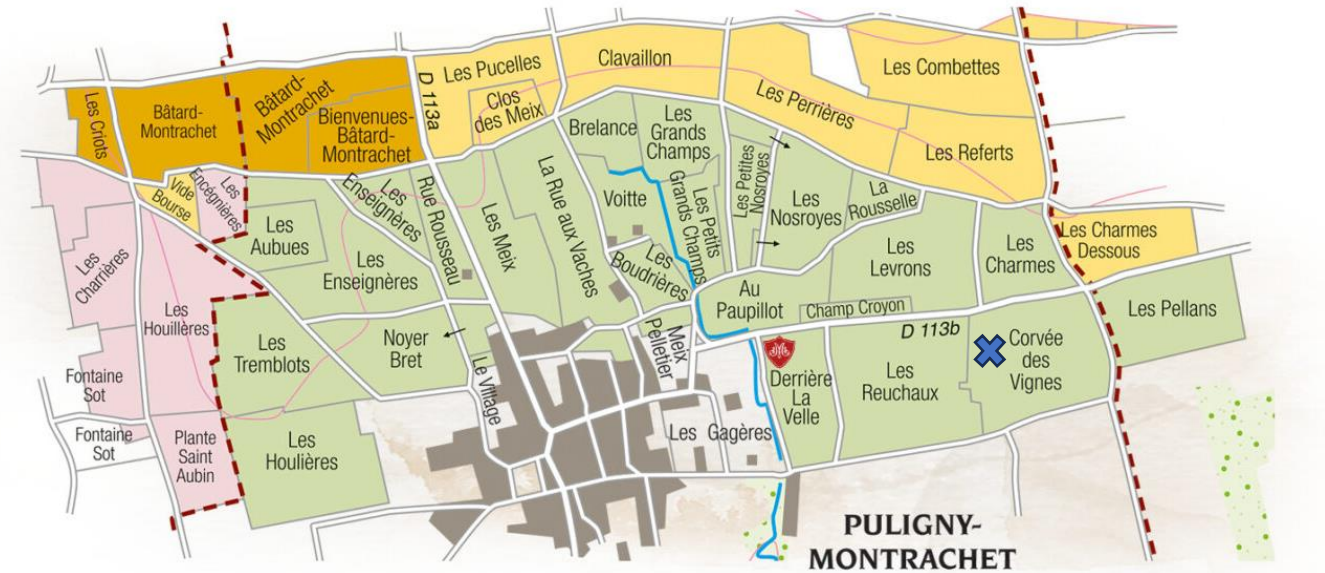 Les Criots
Bâtard-
Montrachet
Bâtard-
Montrachet
Bienvenues-
Bâtard-
Montrachet
D 113a
Les Pucelles
Clos
des Meix
Clavaillon
Les Perrières
Les Combettes
Les Referts
Les Charmes
Dessous
Vide
Bourse
Les
Encégnières
Les
Charrières
Les
Houillères
Fontaine
Sot
Fontaine
Sot
Plante
Saint
Aubin
Les
Aubues
Les
Enseignères
Les
Enseignères
Rue Rousseau
Les Meix
La Rue aux Vaches
Brelance
Les
Grands
Champs
Voitte
Les Petits
Grands Champs
Les
Boudrières
Les Petites
Nosroyes
Les
Nosroyes
La
Rousselle
Les
Levrons
Les
Charmes
Les Pellans
Au
Paupillot
Champ Croyon
D 113b
Les
Tremblots
Noyer
Bret
Le Village
Meix
Pelletier
Derrière
La Velle
Les
Reuchaux
Corvée
des
Vignes
Les
Houlières
Les Gagères
PULIGNY-
MONTRACHET